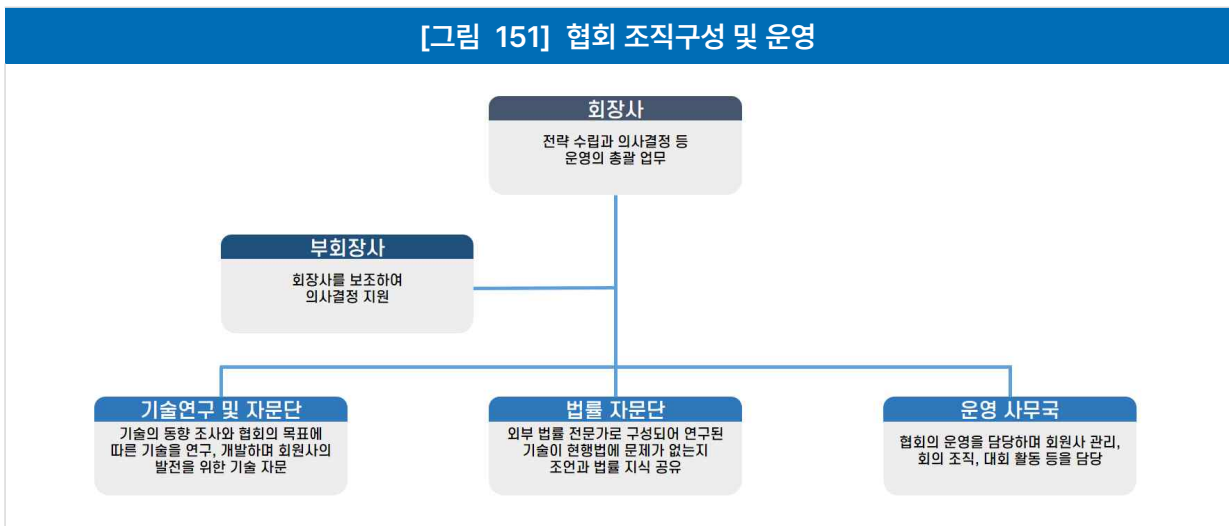 [그림 151] 협회 조직구성 및 운영
회장사
전략 수립과 의사결정 등
운영의 총괄 업무
부회장사
회장사를 보조하여
의사결정 지원
기술연구 및 자문단
기술의 동향 조사와 협회의 목표에
따른 기술을 연구, 개발하며 회원사의
발전을 위한 기술 자문
법률 자문단
외부 법률 전문가로 구성되어 연구된
기술이 현행법에 문제가 없는지
조언과 법률 지식 공유
운영 사무국
협회의 운영을 담당하며 회원사 관리,
회의 조직, 대회 활동 등을 담당